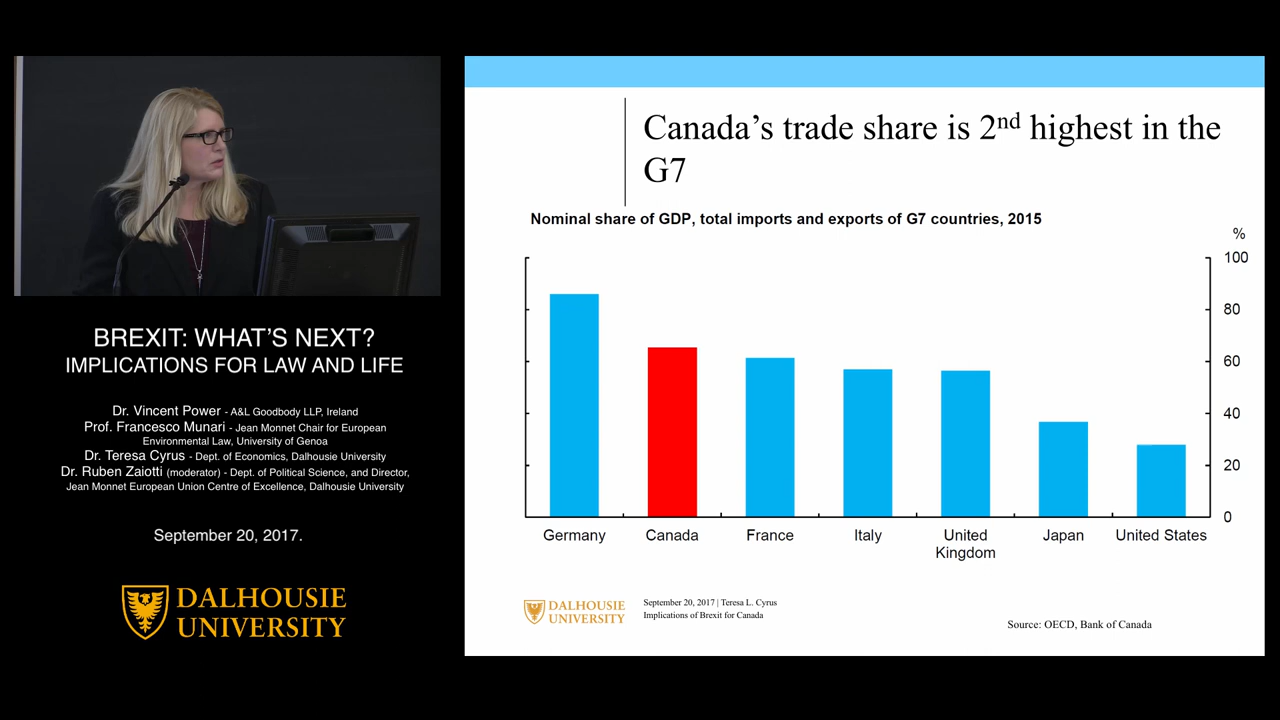 BREXIT: WHAT'S NEXT?
IMPLICATIONS FOR LAW AND LIFE
Dr. Vincent Power - A&L Goodbody LLP, Ireland
Prof. Francesco Munari - Jean Monnet Chair for European
Environmental Law, University of Genoa
Dr. Teresa Cyrus - Dept. of Economics, Dalhousie University
Dr. Ruben Zaiotti (moderator) - Dept. of Political Science, and Director,
Jean Monnet European Union Centre of Excellence, Dalhousie University
September 20, 2017.
DALHOUSIE
UNIVERSITY
Canada's trade share is 2nd highest in the
G7
Nominal share of GDP, total imports and exports of G7 countries, 2015
%
100
80
60
40
20
0
Germany
Canada
France
Italy
United
Kingdom
Japan
United States
DALHOUSIE
UNIVERSITY
September 20, 2017 | Teresa L. Cyrus
Implications of Brexit for Canada
Source: OECD, Bank of Canada